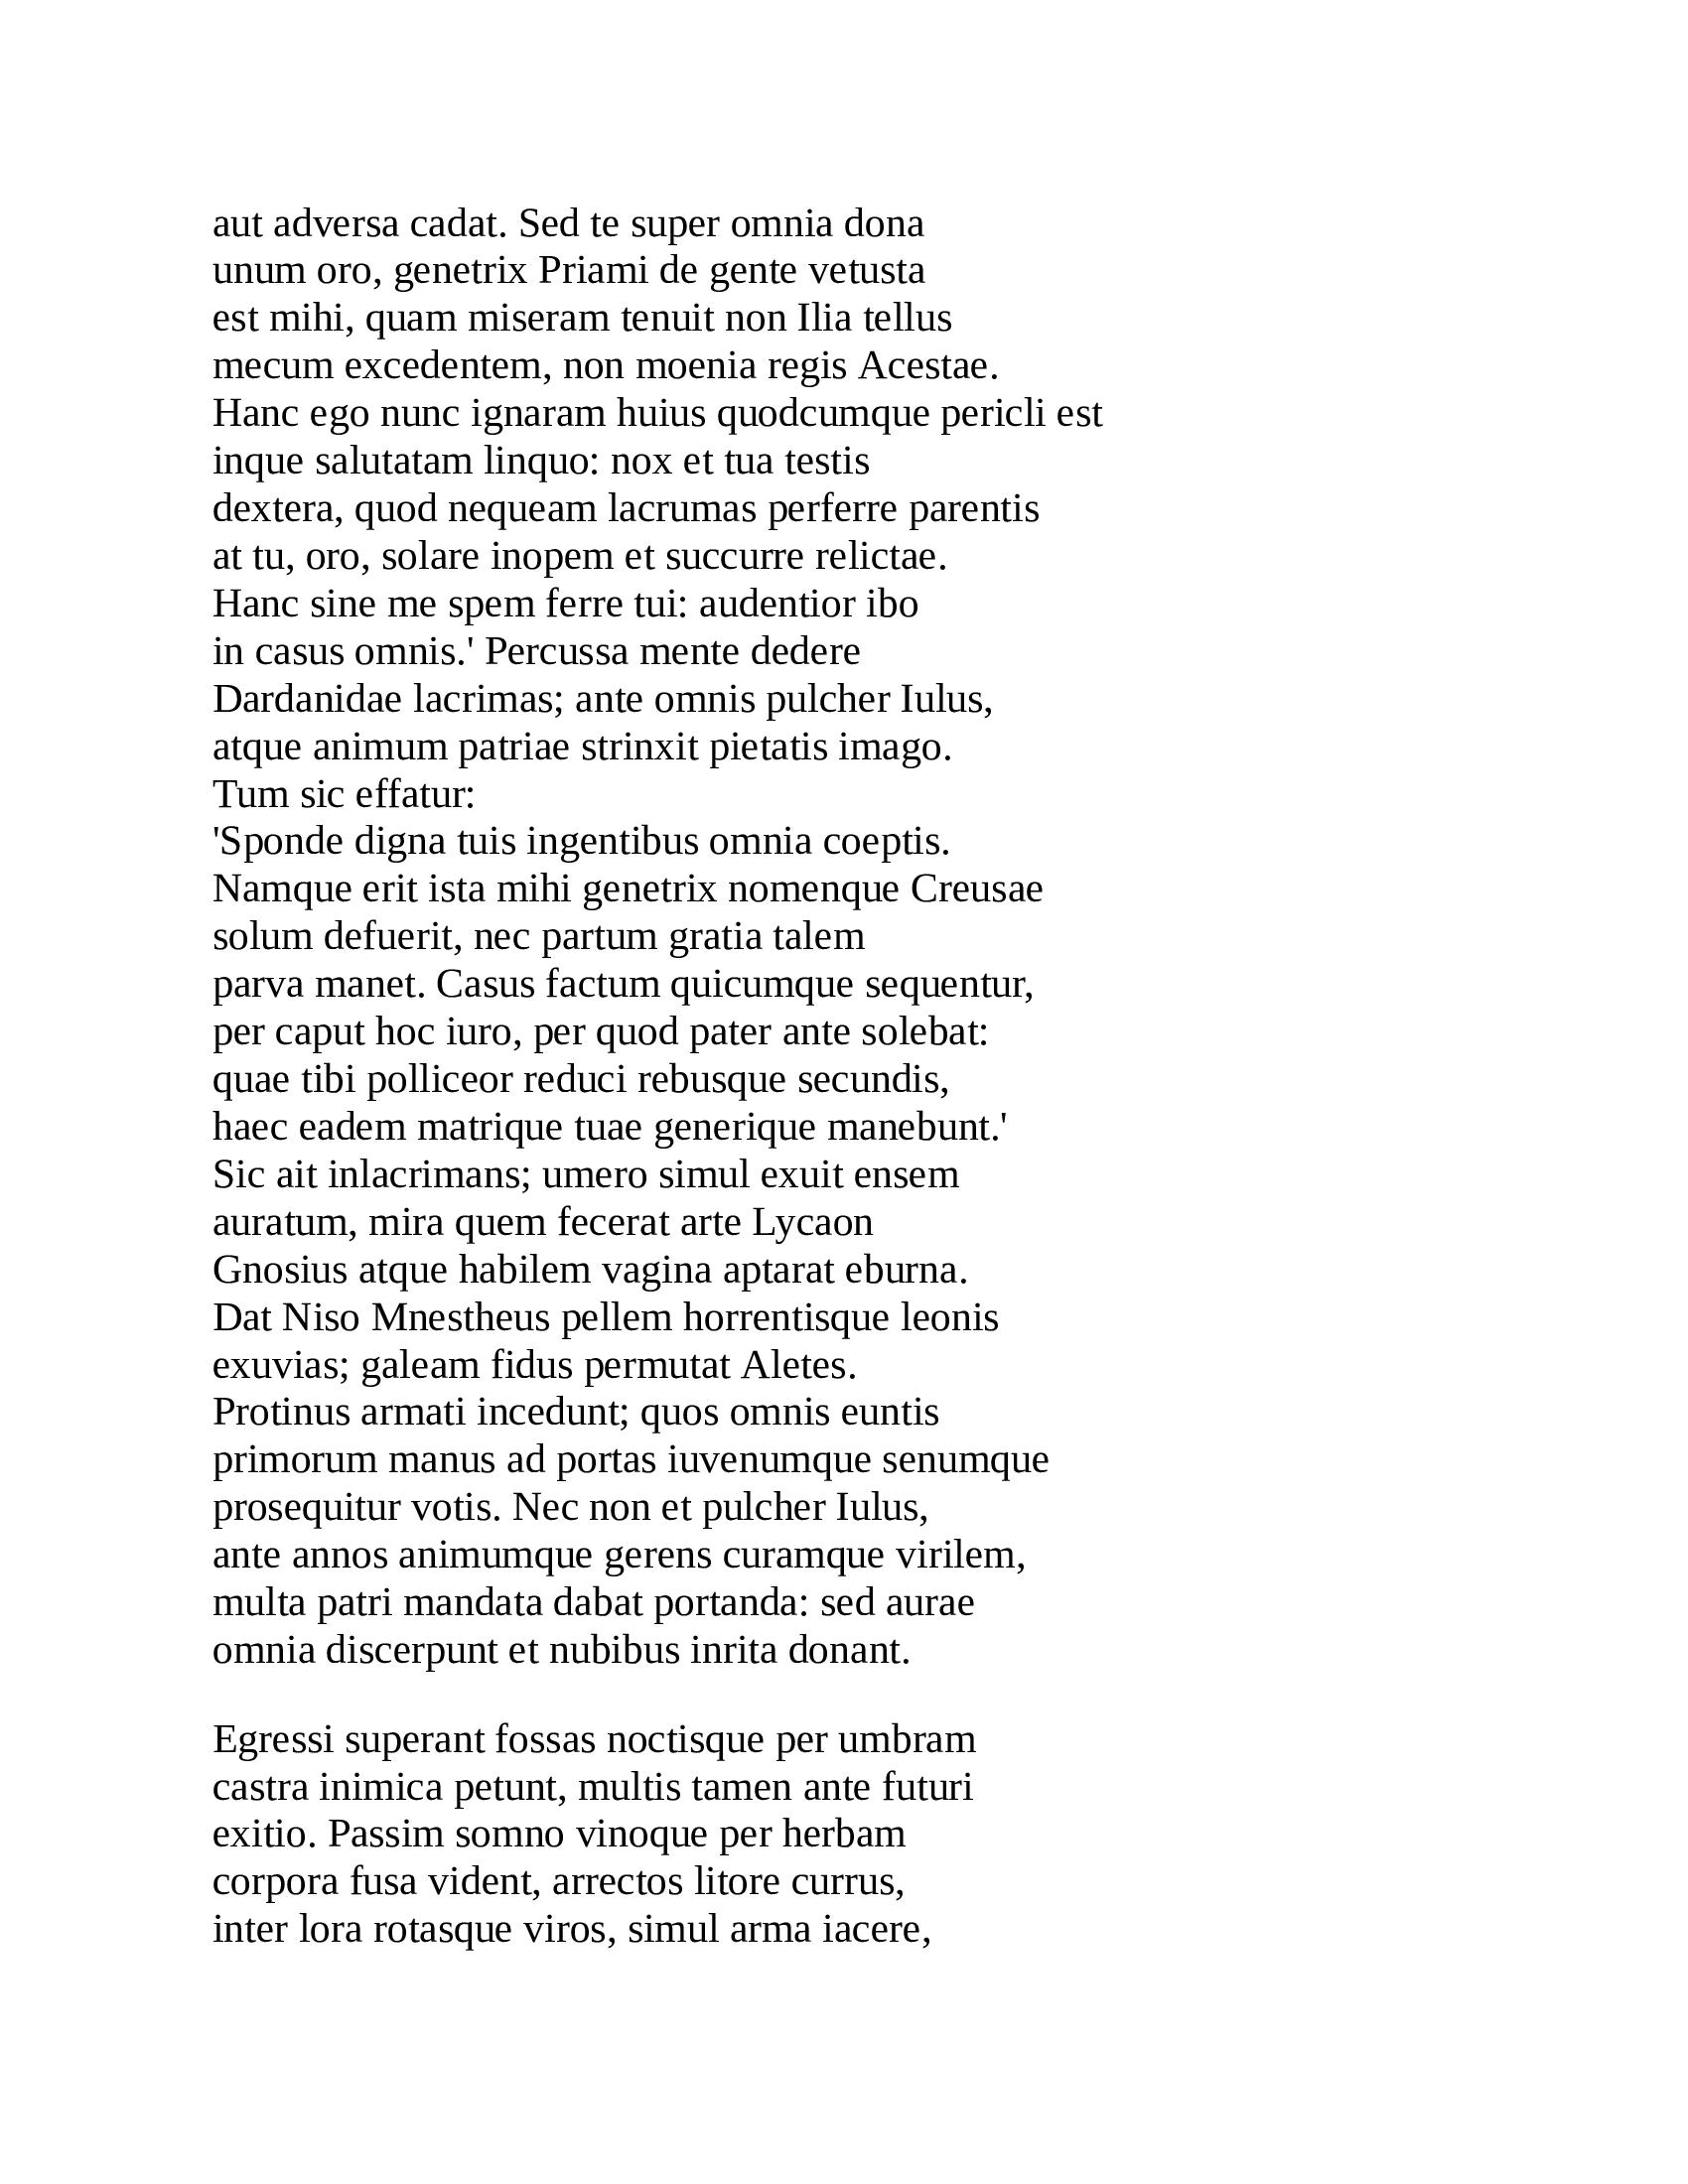 aut adversa cadat. Sed te super omnia dona
unum oro, genetrix Priami de gente vetusta
est mihi, quam miseram tenuit non Ilia tellus
mecum excedentem, non moenia regis Acestae.
Hanc ego nunc ignaram huius quodcumque pericli est
inque salutatam linquo: nox et tua testis
dextera, quod nequeam lacrumas perferre parentis
at tu, oro, solare inopem et succurre relictae.
Hanc sine me spem ferre tui: audentior ibo
in casus omnis.' Percussa mente dedere
Dardanidae lacrimas; ante omnis pulcher Iulus,
atque animum patriae strinxit pietatis imago.
Tum sic effatur:
'Sponde digna tuis ingentibus omnia coeptis.
Namque erit ista mihi genetrix nomenque Creusae
solum defuerit, nec partum gratia talem
parva manet. Casus factum quicumque sequentur,
per caput hoc iuro, per quod pater ante solebat:
quae tibi polliceor reduci rebusque secundis,
haec eadem matrique tuae generique manebunt.'
Sic ait inlacrimans; umero simul exuit ensem
auratum, mira quem fecerat arte Lycaon
Gnosius atque habilem vagina aptarat eburna.
Dat Niso Mnestheus pellem horrentisque leonis
exuvias; galeam fidus permutat Aletes.
Protinus armati incedunt; quos omnis euntis
primorum manus ad portas iuvenumque senumque
prosequitur votis. Nec non et pulcher Iulus,
ante annos animumque gerens curamque virilem,
multa patri mandata dabat portanda: sed aurae
omnia discerpunt et nubibus inrita donant.

Egressi superant fossas noctisque per umbram
castra inimica petunt, multis tamen ante futuri
exitio. Passim somno vinoque per herbam
corpora fusa vident, arrectos litore currus,
inter lora rotasque viros, simul arma iacere,